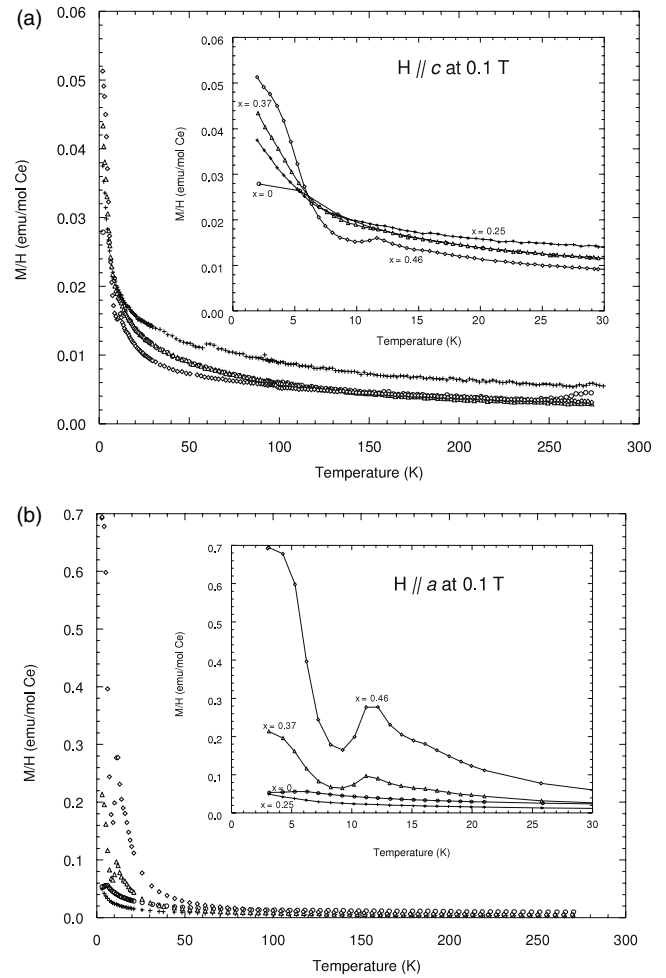 (a)
0.06
0.05
0.04
0.03
0.02
0.01
0.00
M/H (emu/mol Ce)
0 50 100 150 200 250 300
Temperature (K)
0.06
0.05
0.04
0.03
0.02
0.01
0.00
M/H (emu/mol Ce)
H // c at 0.1 T
x = 0.37
x = 0
x = 0.25
x = 0.46
0 5 10 15 20 25 30
Temperature (K)
(b)
0.7
0.6
0.5
0.4
0.3
0.2
0.1
0.0
M/H (emu/mol Ce)
0 50 100 150 200 250 300
Temperature (K)
0.7
0.6
0.5
0.4
0.3
0.2
0.1
0.0
M/H (emu/mol Ce)
H // a at 0.1 T
x = 0.46
x = 0.37
x = 0
x = 0.25
0 5 10 15 20 25 30
Temperature (K)